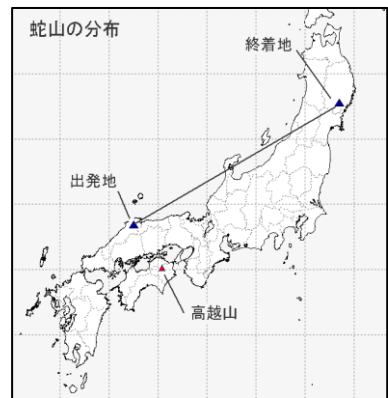 蛇山の分布
終着地
出発地
高越山